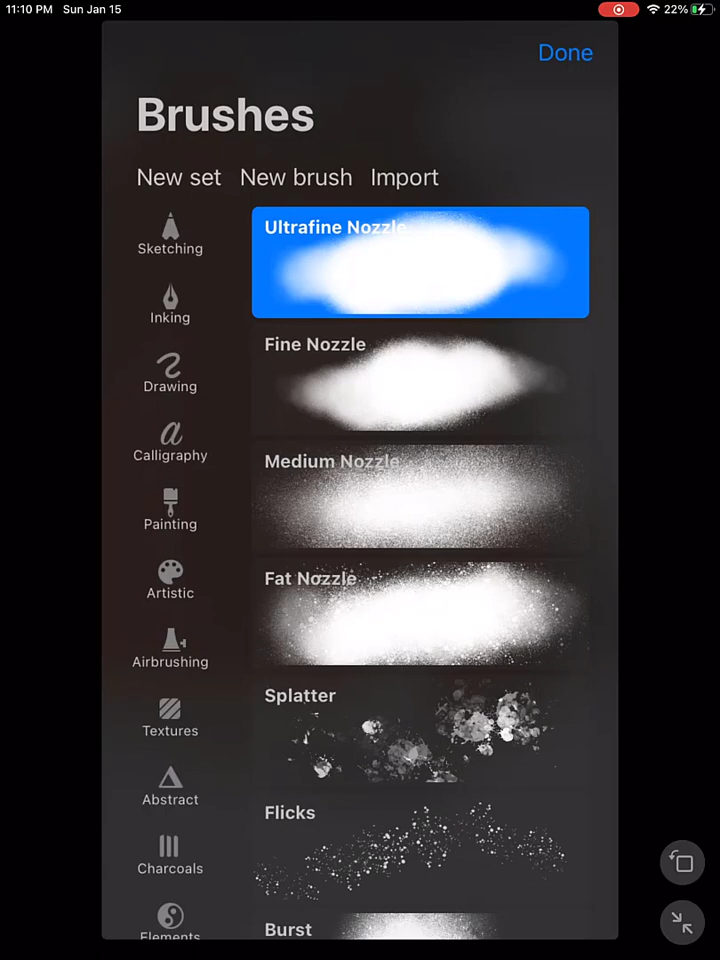 11:10 PM Sun Jan 15
22%
Done
Brushes
New set New brush Import
Sketching
Inking
Drawing
Calligraphy
Painting
Artistic
Airbrushing
Textures
Abstract
Charcoals
Elements
Ultrafine Nozzle
Fine Nozzle
Medium Nozzle
Fat Nozzle
Splatter
Flicks
Burst